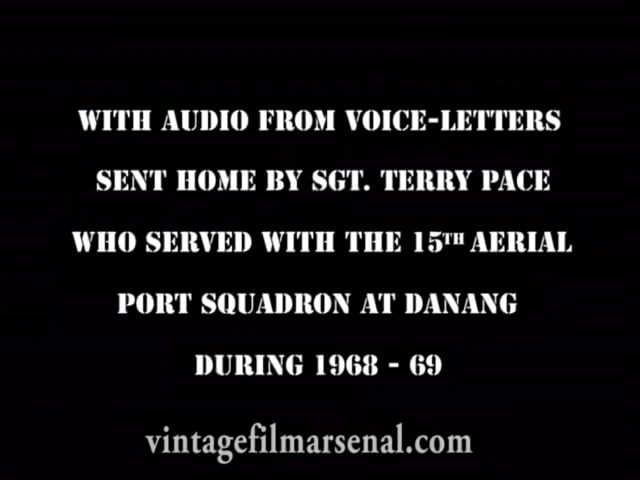 WITH AUDIO FROM VOICE-LETTERS
SENT HOME BY SGT. TERRY PACE
WHO SERVED WITH THE 15TH AERIAL
PORT SQUADRON AT DANANG
DURING 1968 - 69
vintagefilmarsenal.com